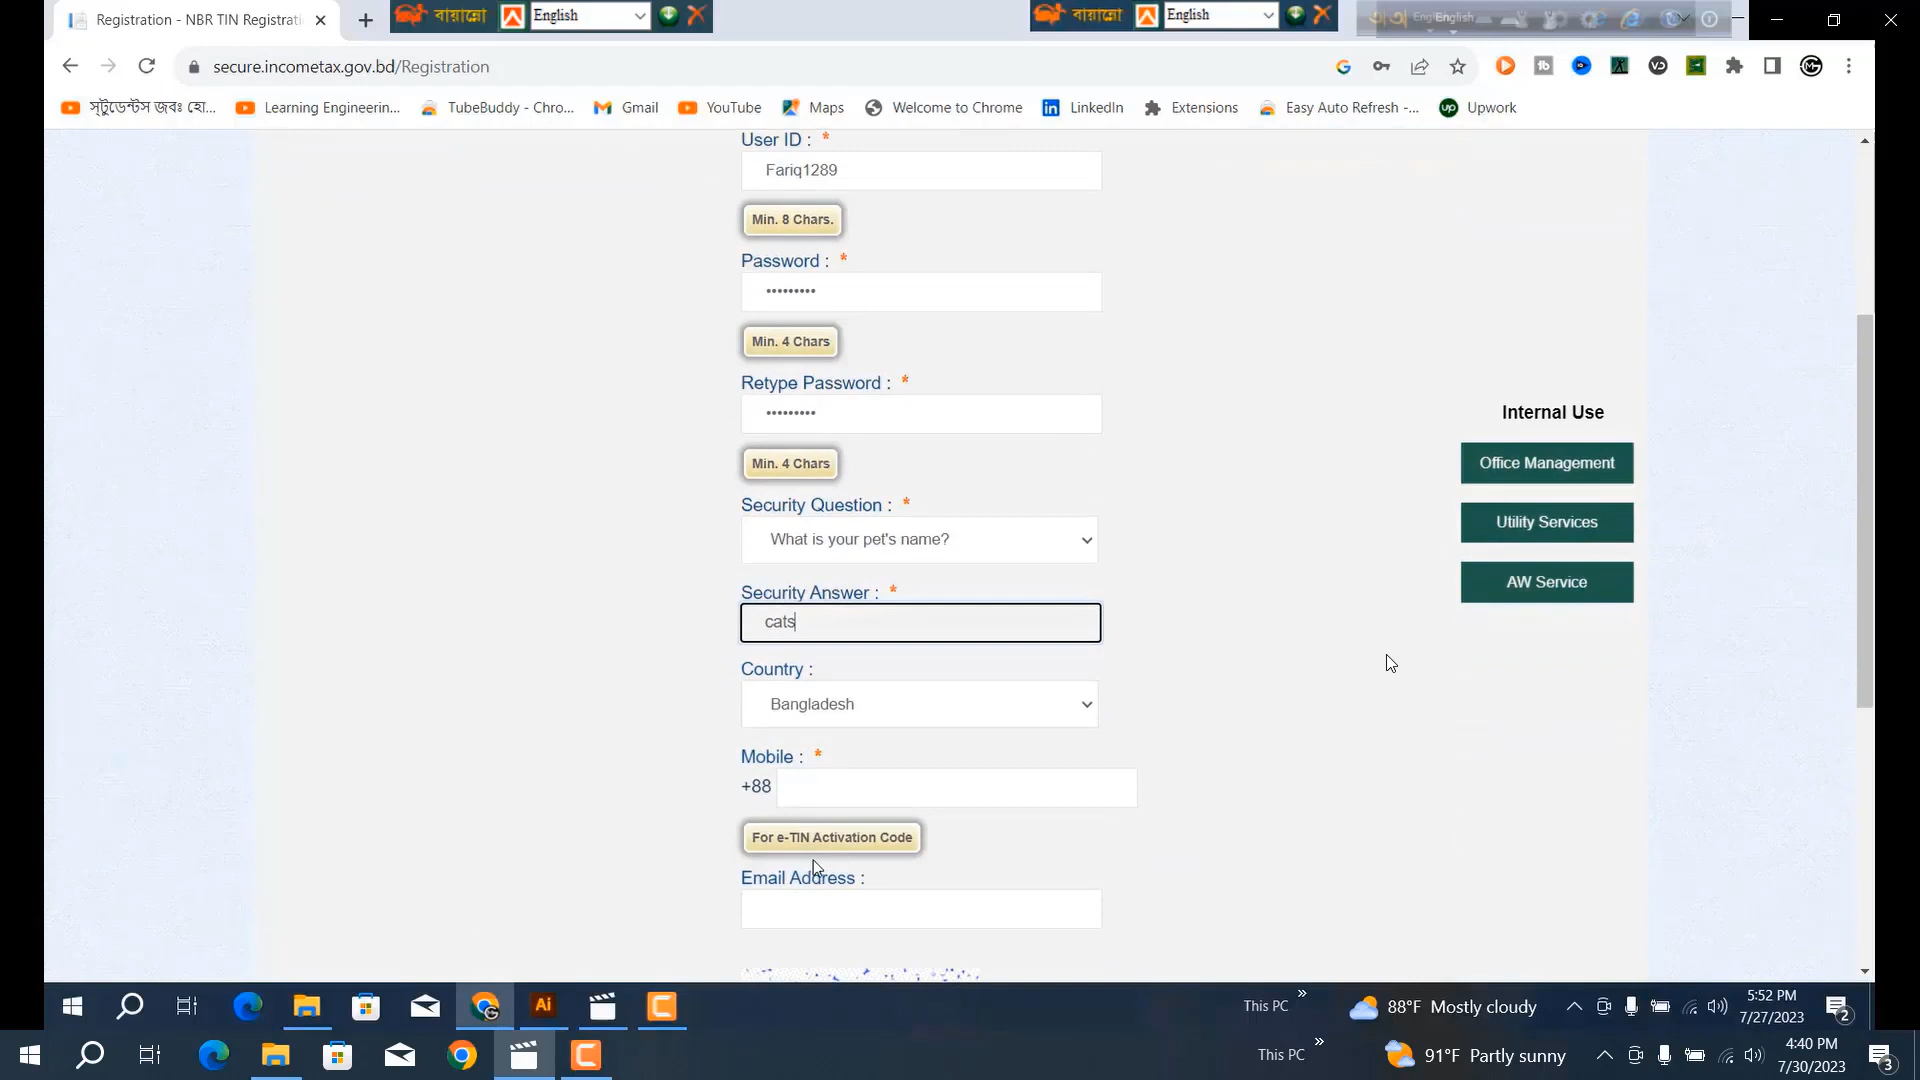 Registration - NBR TIN Registrati
বায়ান্নো English
বায়ান্নো English
English
secure.incometax.gov.bd/Registration
স্টুডেন্টস জবঃ হো...
Learning Engineerin...
TubeBuddy - Chro...
Gmail
YouTube
Maps
Welcome to Chrome
LinkedIn
Extensions
Easy Auto Refresh -...
Upwork
User ID : *
Fariq1289
Min. 8 Chars.
Password : *
•••••••••
Min. 4 Chars
Retype Password : *
•••••••••
Min. 4 Chars
Security Question : *
What is your pet's name?
Security Answer : *
cats
Country :
Bangladesh
Mobile : *
+88
For e-TIN Activation Code
Email Address :
Internal Use
Office Management
Utility Services
AW Service
This PC
88°F Mostly cloudy
5:52 PM
7/27/2023
2
This PC
91°F Partly sunny
4:40 PM
7/30/2023
3